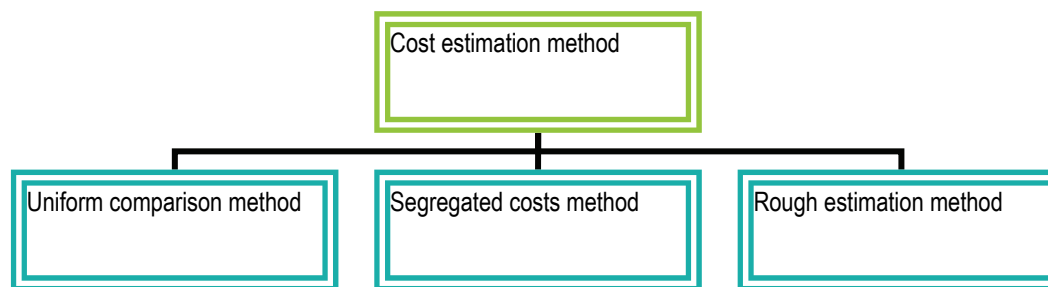 Cost estimation method
Uniform comparison method
Segregated costs method
Rough estimation method